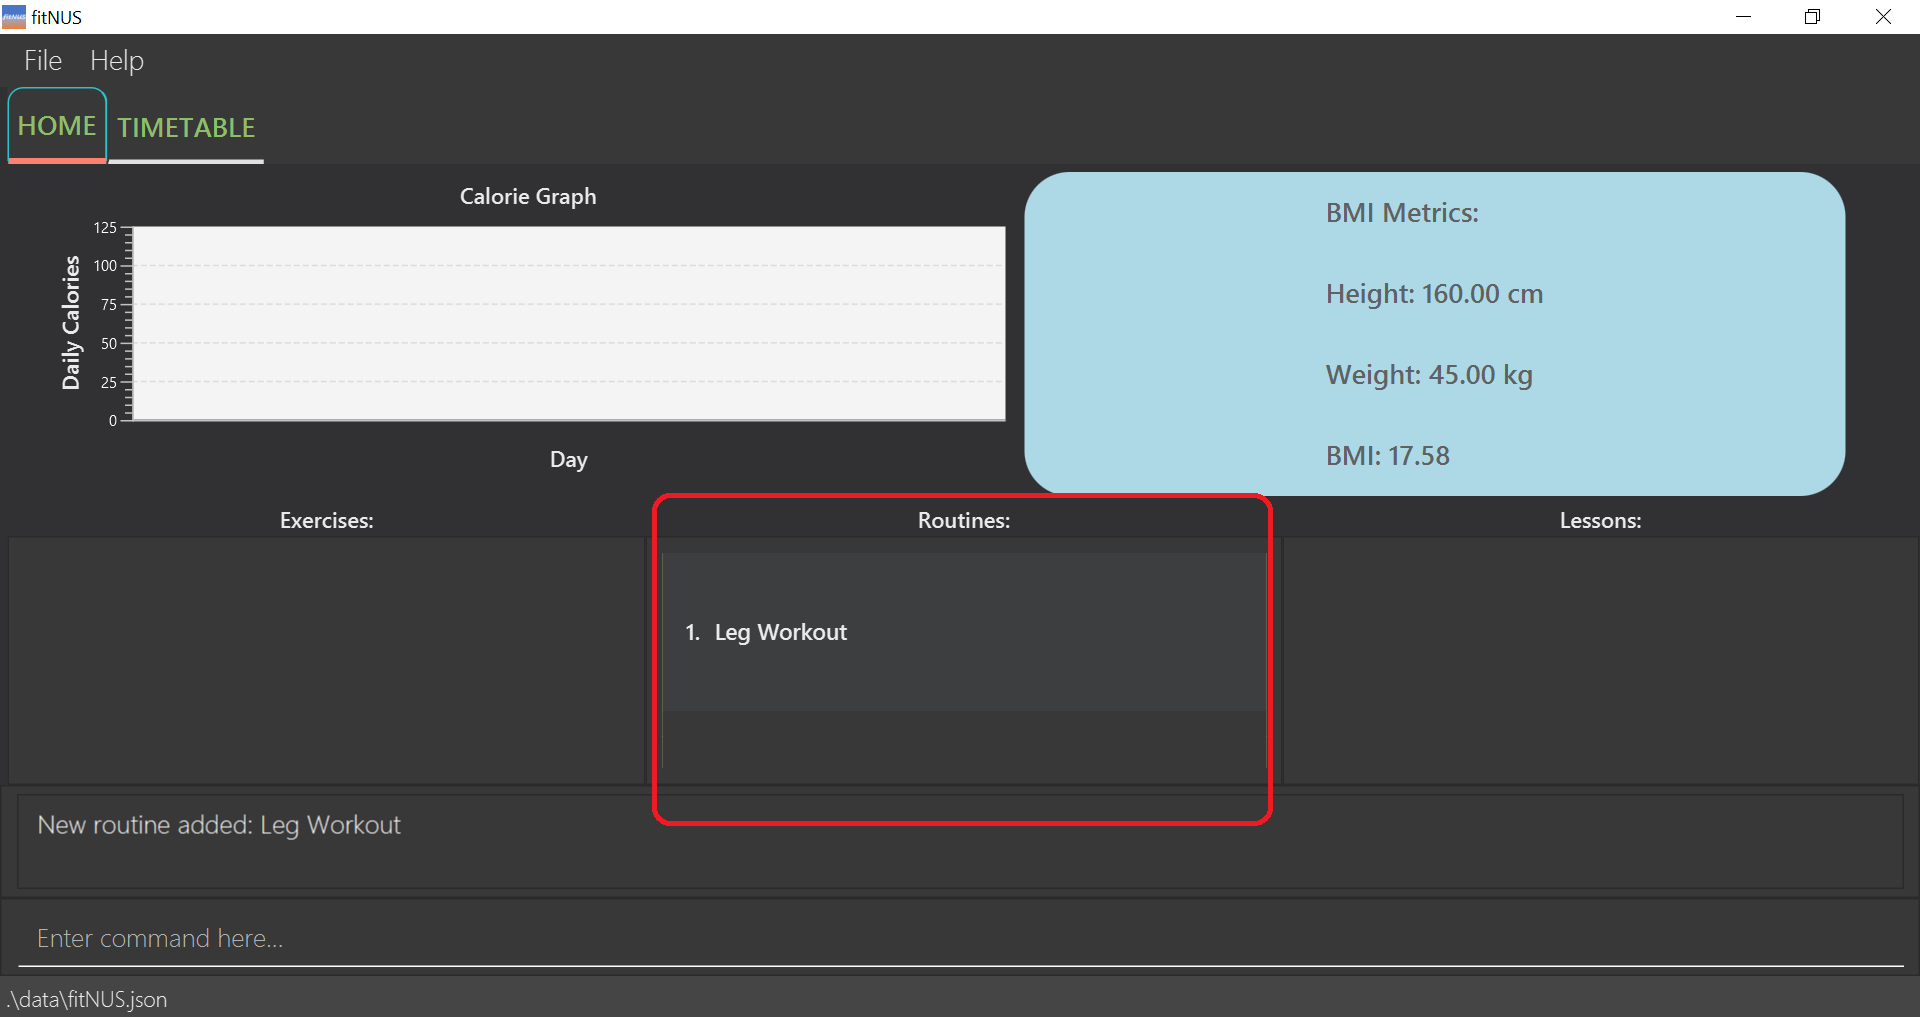 fitNUS
File Help
HOME TIMETABLE
Calorie Graph
125
100
75
50
25
0
Daily Calories
Day
BMI Metrics:
Height: 160.00 cm
Weight: 45.00 kg
BMI: 17.58
Exercises:
Routines:
Lessons:
1. Leg Workout
New routine added: Leg Workout
Enter command here...
.\data\fitNUS.json